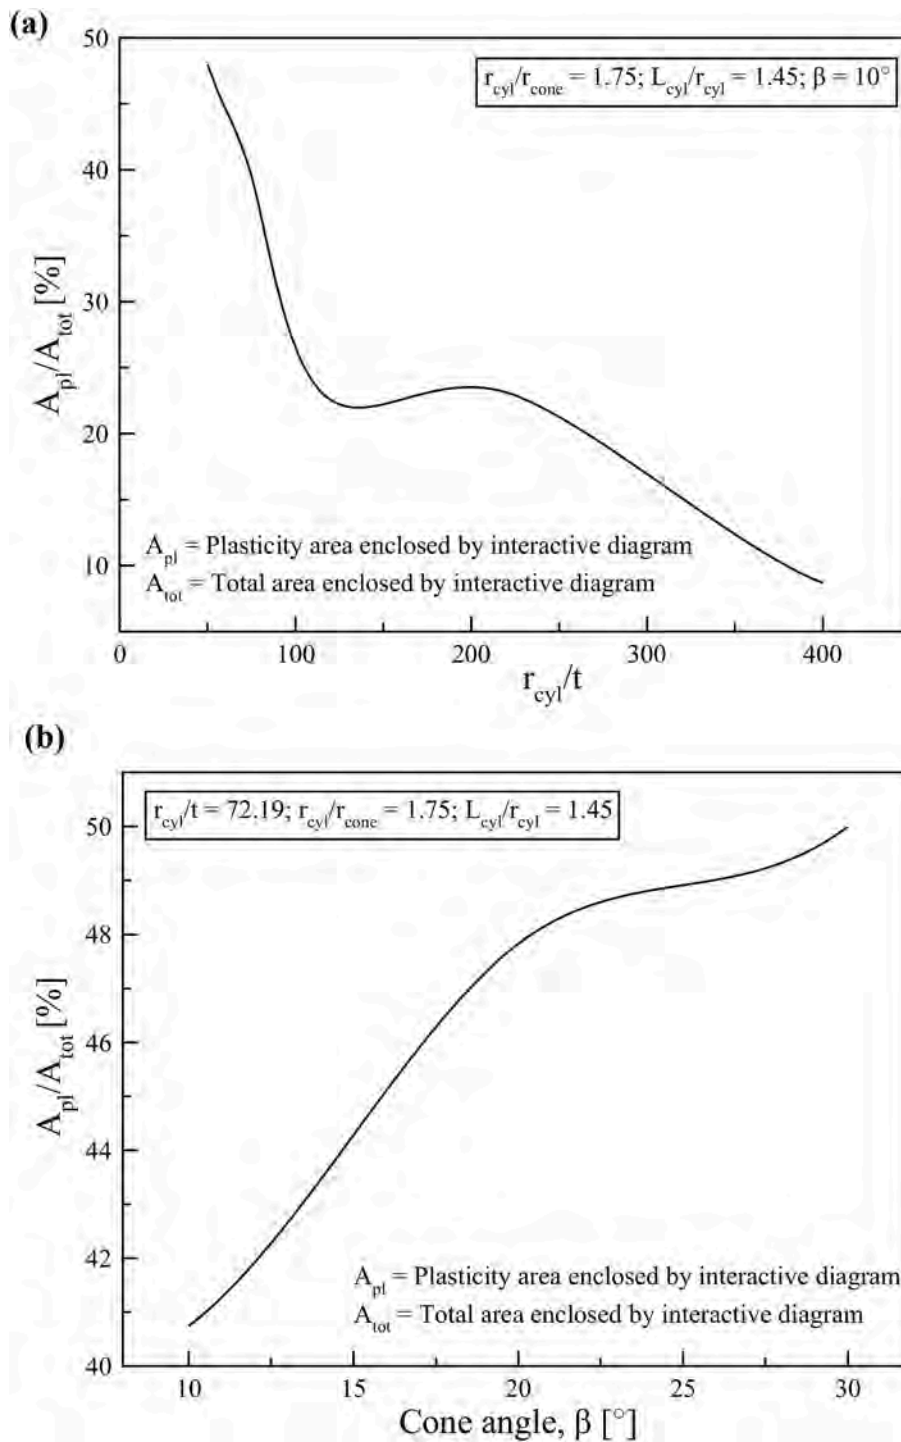 (a)
50
r_cyl/r_cone = 1.75; L_cyl/r_cyl = 1.45; β = 10°
40
A_pl/A_tot [%]
30
20
A_pl = Plasticity area enclosed by interactive diagram
10
A_tot = Total area enclosed by interactive diagram
0 100 200 300 400
r_cyl/t
(b)
r_cyl/t = 72.19; r_cyl/r_cone = 1.75; L_cyl/r_cyl = 1.45
50
48
A_pl/A_tot [%]
46
44
42
A_pl = Plasticity area enclosed by interactive diagram
A_tot = Total area enclosed by interactive diagram
40
10 15 20 25 30
Cone angle, β [°]